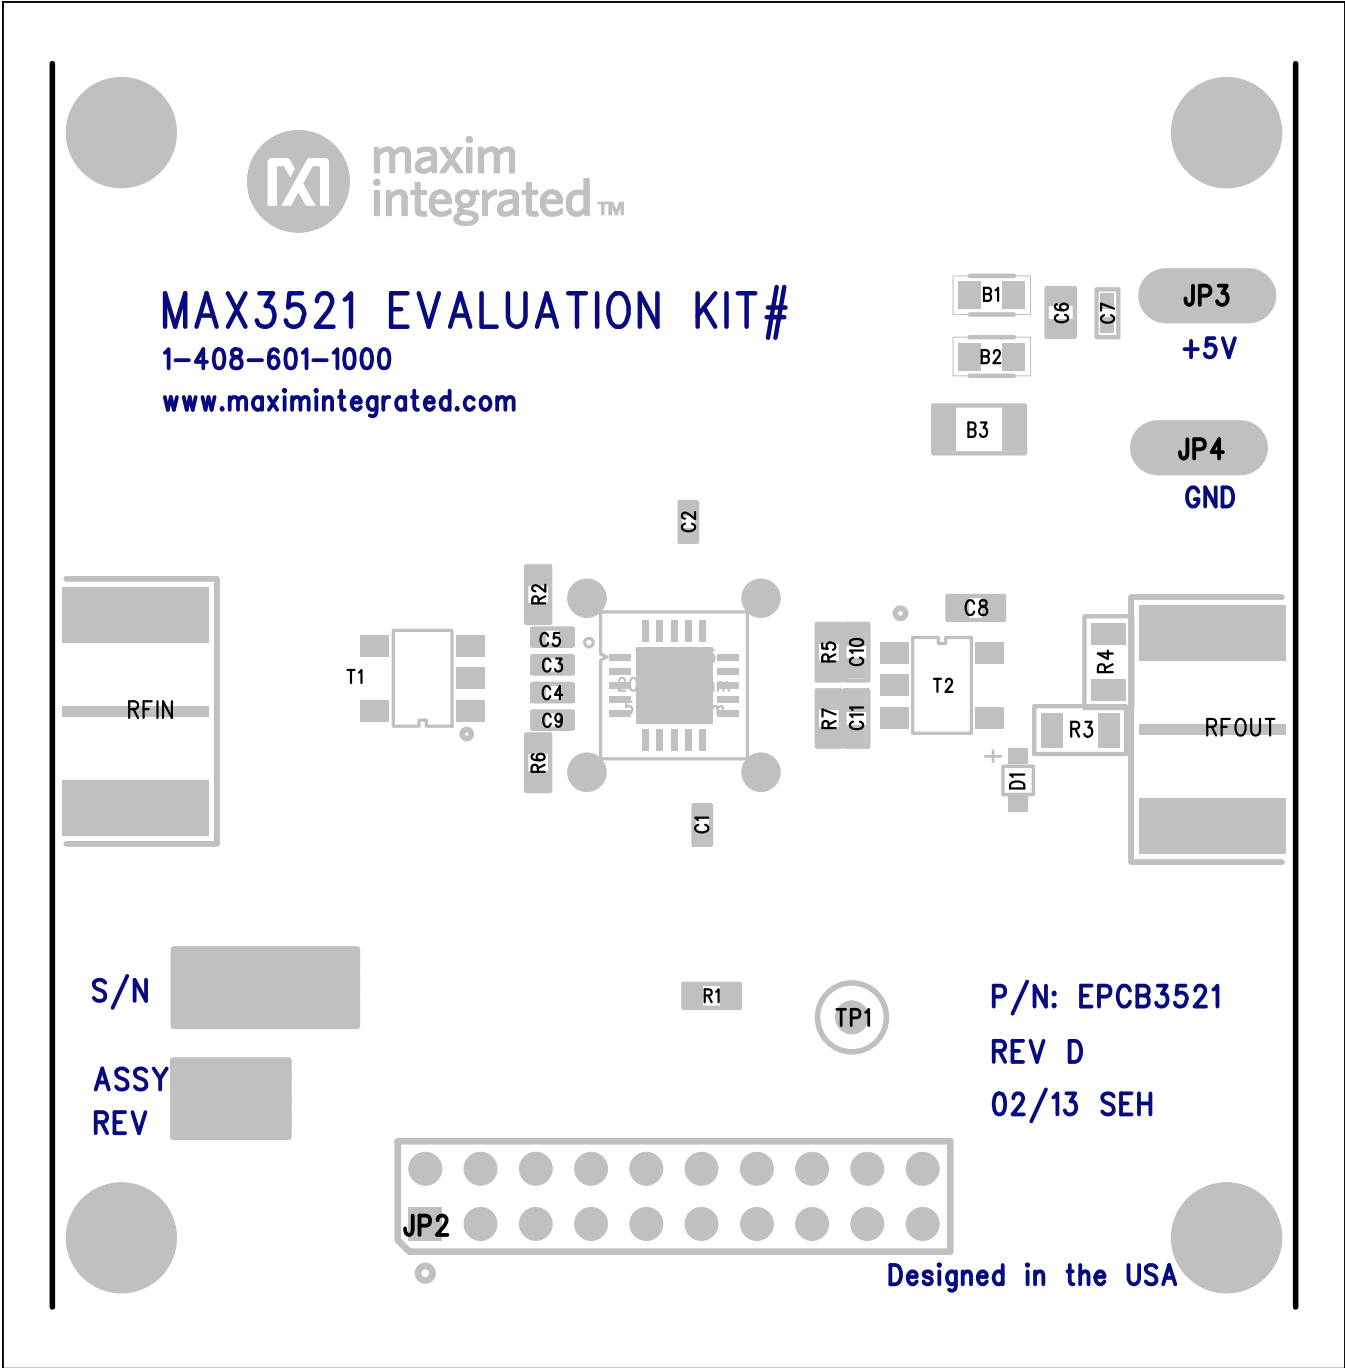 maxim
integrated™
MAX3521 EVALUATION KIT#
1-408-601-1000
www.maximintegrated.com
B1
C6
C7
JP3
+5V
B2
B3
JP4
GND
C2
R2
C5
C3
C4
C9
R6
T1
C8
R5
C10
R7
C11
T2
R4
R3
RFIN
RFOUT
+
D1
C1
S/N
ASSY
REV
R1
TP1
P/N: EPCB3521
REV D
02/13 SEH
JP2
Designed in the USA